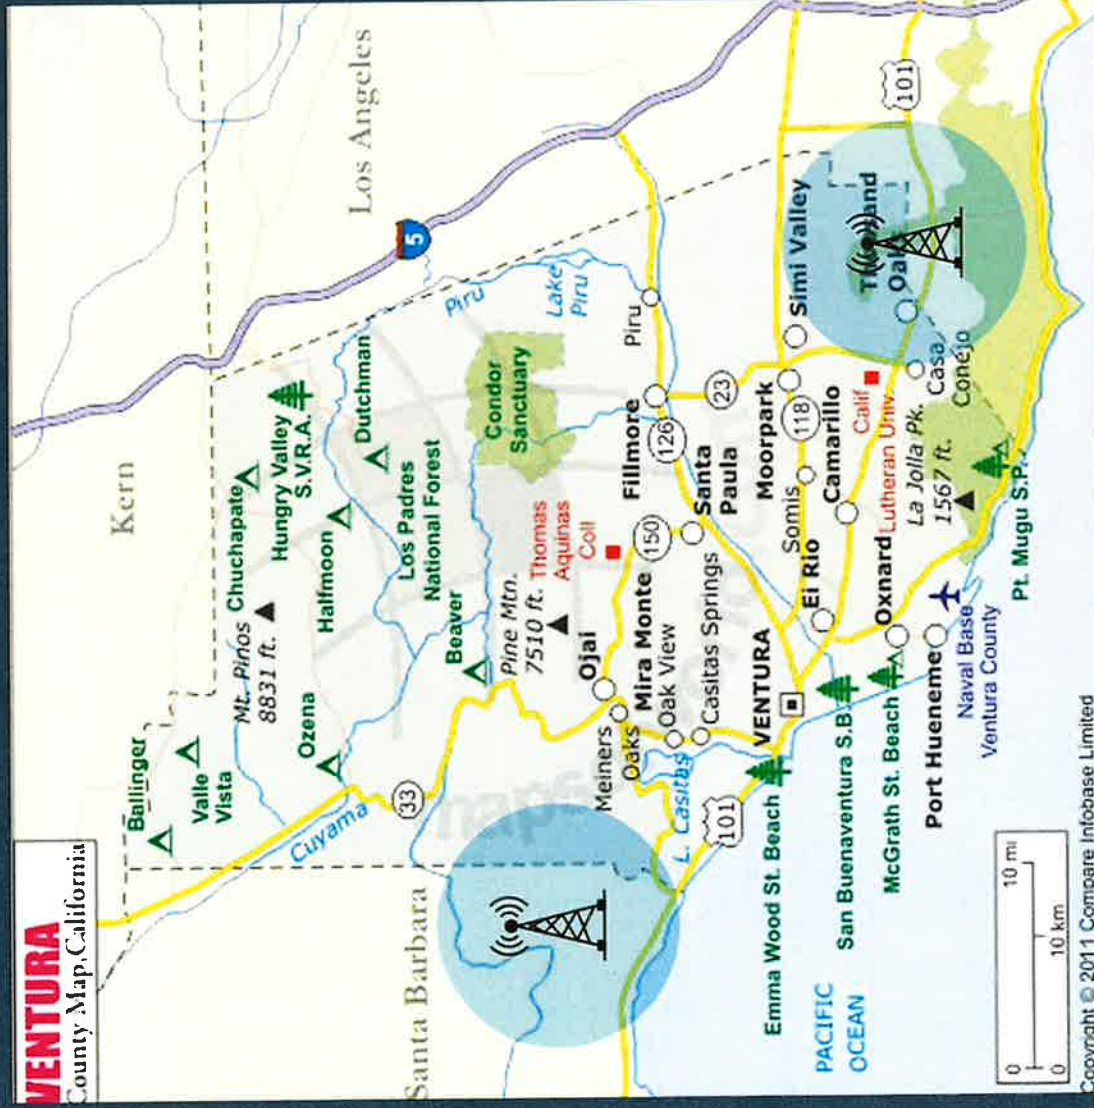 VENTURA
County Map, California
Kern
Los Angeles
Santa Barbara
5
Ballinger
Valle
Vista
Chuchapate
Mt. Pinos
8831 ft.
Hungry Valley
S.V.R.A.
Ozena
Halfmoon
Dutchman
Los Padres
National Forest
Cuyama
33
Beaver
Piru
Lake
Piru
Condor
Sanctuary
Pine Mtn.
7510 ft.
Thomas
Aquinas
Coll
Ojai
Meiners
Oaks
Mira Monte
Oak View
Casitas Springs
L. Casitas
150
Santa
Paula
Fillmore
126
Piru
23
VENTURA
101
Moorpark
118
Somis
Simi Valley
Ei Rio
Camarillo
Calif
Lutheran Univ.
Oxnard
La Jolla Pk.
1567 ft.
Casa
Conejo
101
Port Hueneme
Naval Base
Ventura County
Pt. Mugu S.P.
Emma Wood St. Beach
San Buenaventura S.B
McGrath St. Beach
PACIFIC
OCEAN
0 10 mi
0 10 km
Copyright © 2011 Compare Infobase Limited